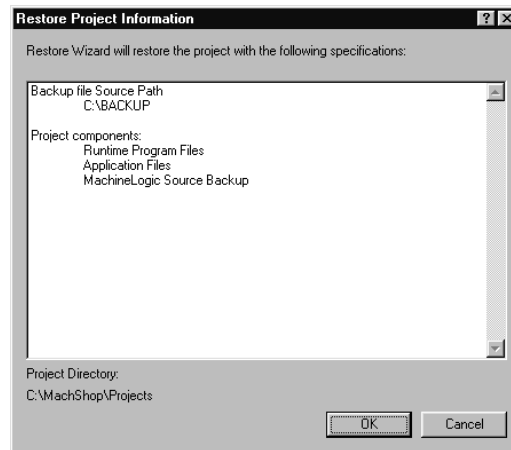 Restore Project Information
Restore Wizard will restore the project with the following specifications:
Backup file Source Path
C:\BACKUP
Project components:
Runtime Program Files
Application Files
MachineLogic Source Backup
Project Directory:
C:\MachShop\Projects
OK
Cancel